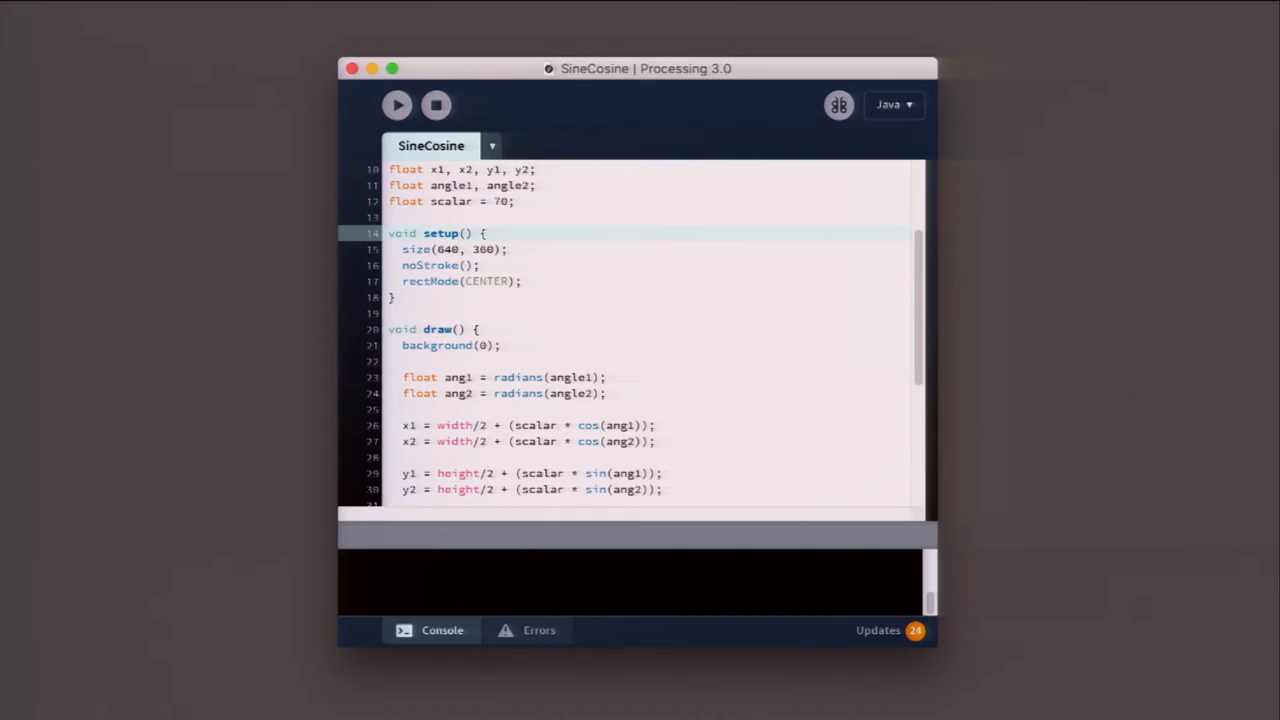 SineCosine | Processing 3.0
Java ▾
SineCosine ▾
10 float x1, x2, y1, y2;
11 float angle1, angle2;
12 float scalar = 70;
13
14 void setup() {
15   size(640, 360);
16   noStroke();
17   rectMode(CENTER);
18 }
19
20 void draw() {
21   background(0);
22
23   float ang1 = radians(angle1);
24   float ang2 = radians(angle2);
25
26   x1 = width/2 + (scalar * cos(ang1));
27   x2 = width/2 + (scalar * cos(ang2));
28
29   y1 = height/2 + (scalar * sin(ang1));
30   y2 = height/2 + (scalar * sin(ang2));
31
Console Errors Updates 24